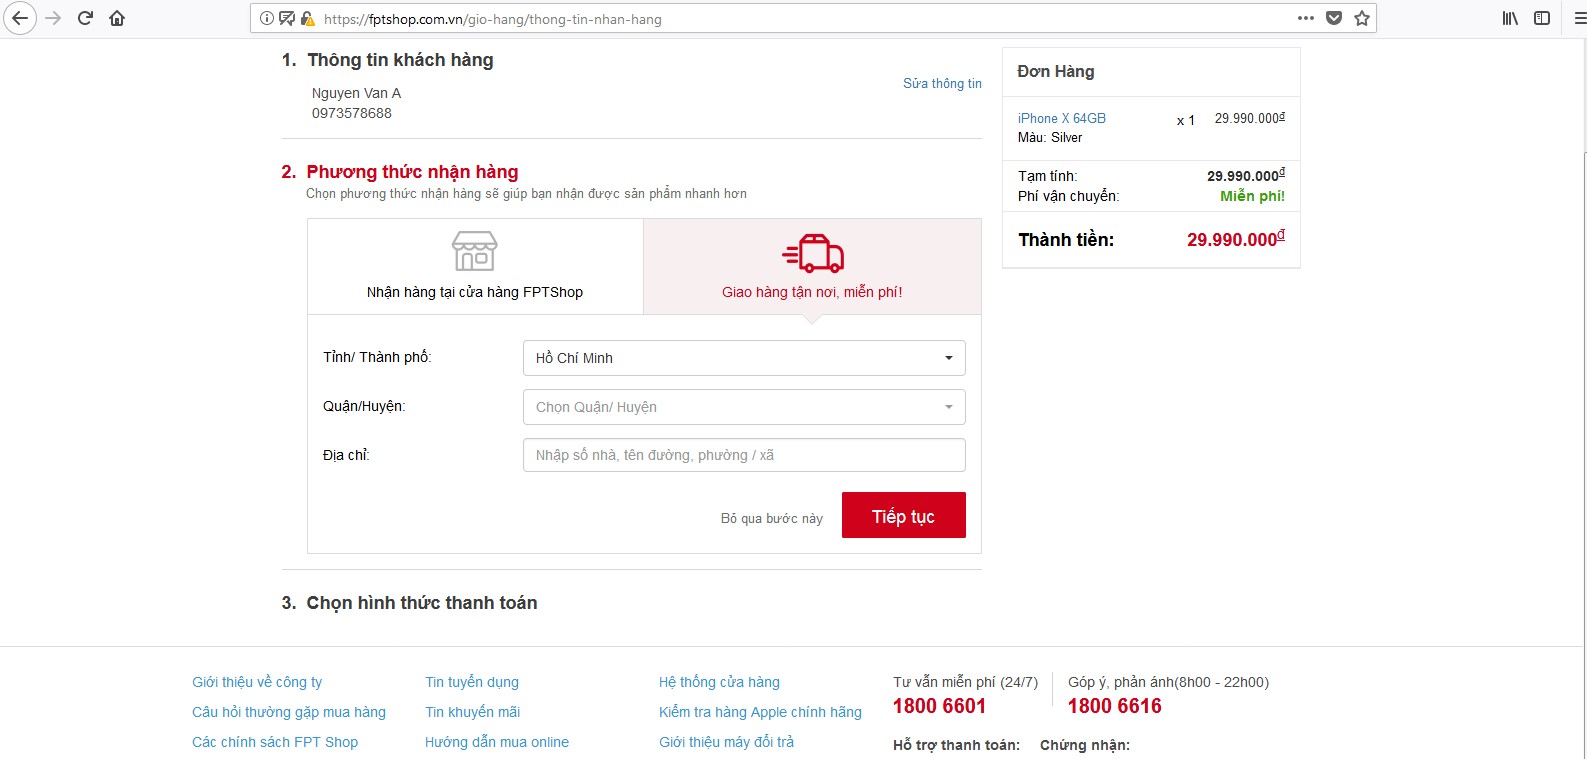 https://fptshop.com.vn/gio-hang/thong-tin-nhan-hang
1. Thông tin khách hàng
Nguyen Van A
0973578688
Sửa thông tin
2. Phương thức nhận hàng
Chọn phương thức nhận hàng sẽ giúp bạn nhận được sản phẩm nhanh hơn
Nhận hàng tại cửa hàng FPTShop
Giao hàng tận nơi, miễn phí!
Tỉnh/ Thành phố:
Hồ Chí Minh
Quận/Huyện:
Chọn Quận/ Huyện
Địa chỉ:
Nhập số nhà, tên đường, phường / xã
Bỏ qua bước này
Tiếp tục
3. Chọn hình thức thanh toán
Đơn Hàng
iPhone X 64GB x 1 29.990.000đ
Màu: Silver
Tạm tính: 29.990.000đ
Phí vận chuyển: Miễn phí!
Thành tiền: 29.990.000đ
Giới thiệu về công ty
Câu hỏi thường gặp mua hàng
Các chính sách FPT Shop
Tin tuyển dụng
Tin khuyến mãi
Hướng dẫn mua online
Hệ thống cửa hàng
Kiểm tra hàng Apple chính hãng
Giới thiệu máy đổi trả
Tư vấn miễn phí (24/7)
1800 6601
Góp ý, phản ánh(8h00 - 22h00)
1800 6616
Hỗ trợ thanh toán:
Chứng nhận: